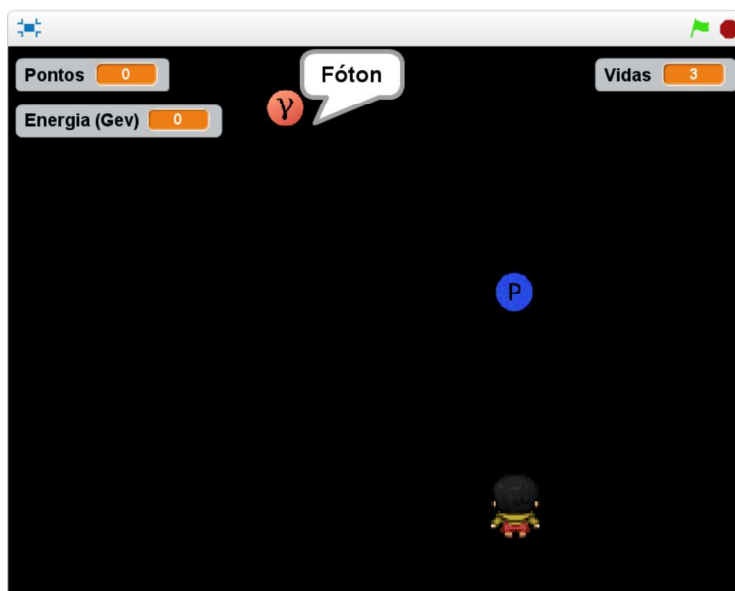 Pontos 0
Fóton
Vidas 3
γ
Energia (Gev) 0
P